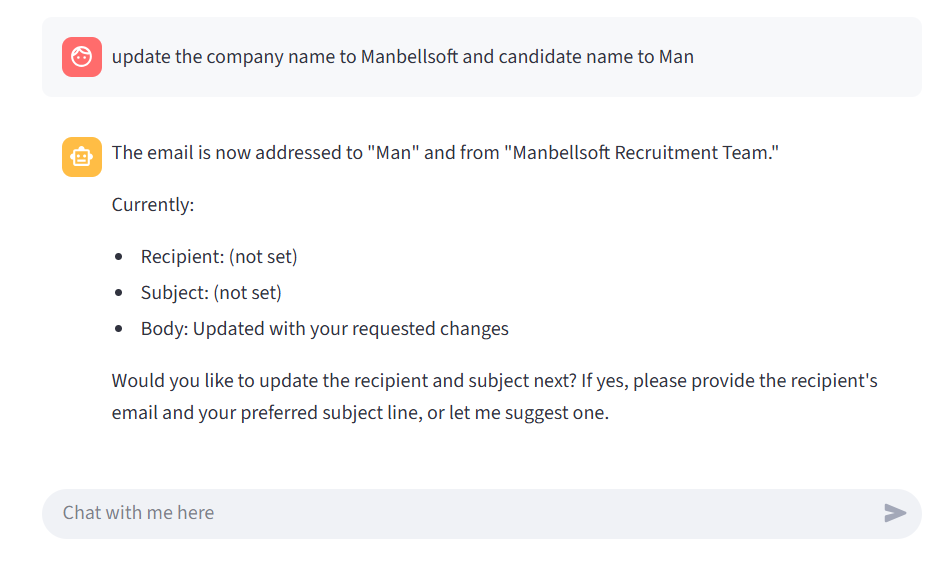 update the company name to Manbellsoft and candidate name to Man
The email is now addressed to "Man" and from "Manbellsoft Recruitment Team."
Currently:
• Recipient: (not set)
• Subject: (not set)
• Body: Updated with your requested changes
Would you like to update the recipient and subject next? If yes, please provide the recipient's
email and your preferred subject line, or let me suggest one.
Chat with me here